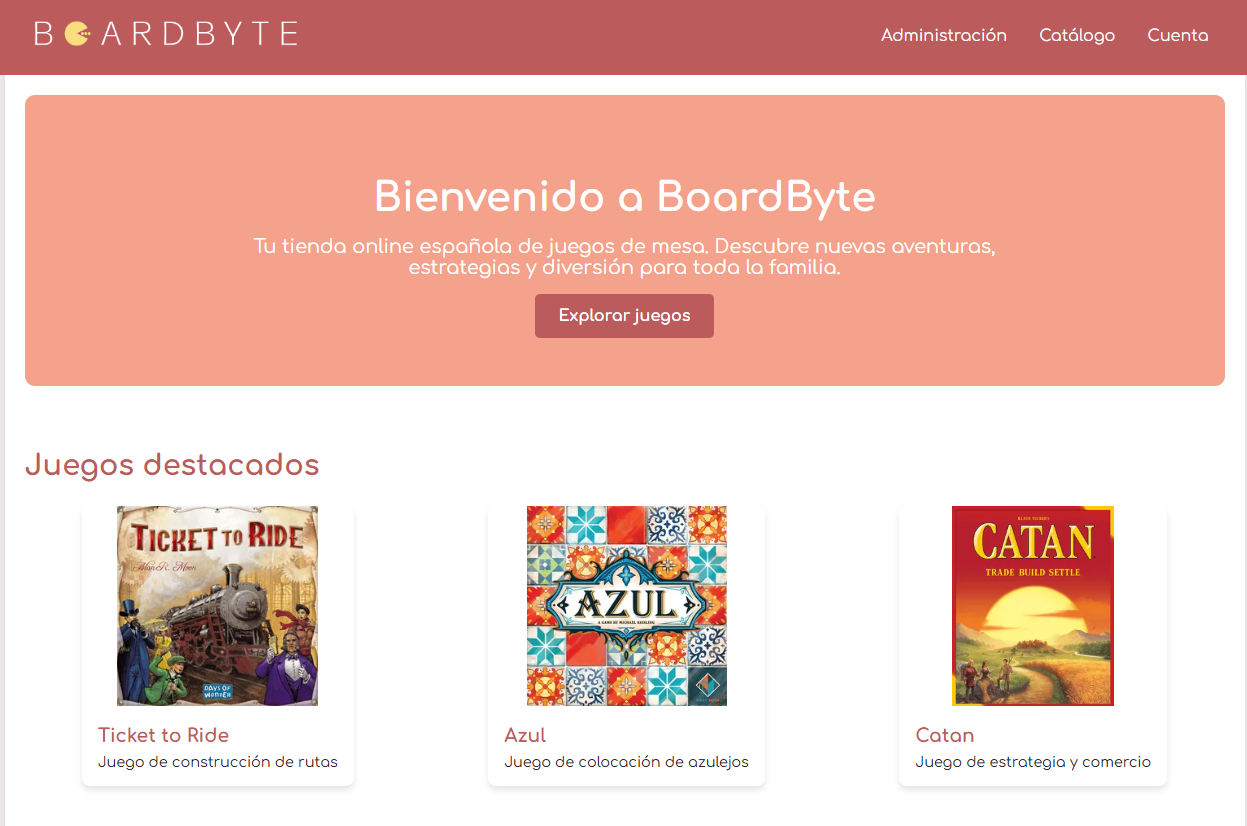 BOARDBYTE
Administración Catálogo Cuenta
Bienvenido a BoardByte
Tu tienda online española de juegos de mesa. Descubre nuevas aventuras,
estrategias y diversión para toda la familia.
Explorar juegos
Juegos destacados
TICKET TO RIDE
Alan R. Moon
DAYS OF
WONDER
AZUL
A GAME BY MICHAEL KIESLING
KLAUS TEUBER'S
CATAN
TRADE BUILD SETTLE
Ticket to Ride
Juego de construcción de rutas
Azul
Juego de colocación de azulejos
Catan
Juego de estrategia y comercio